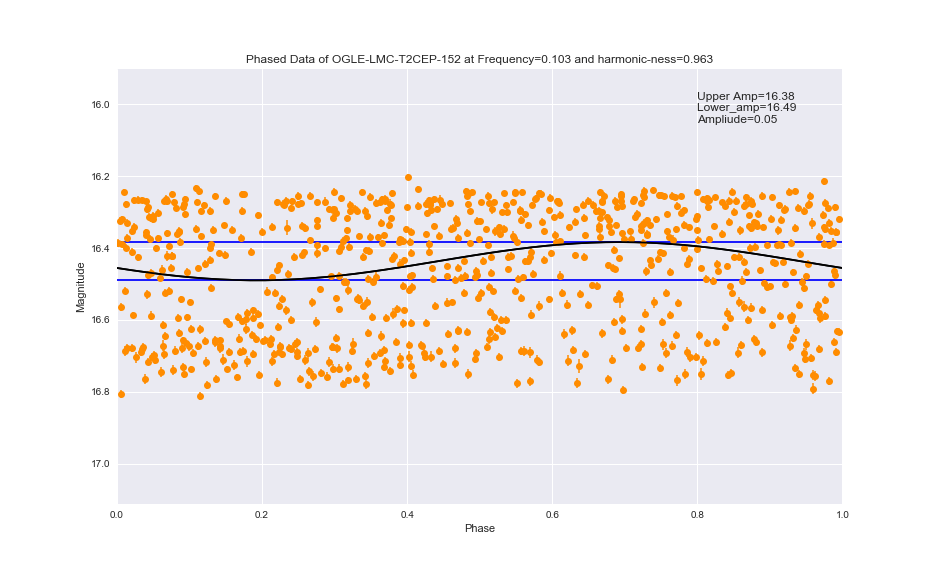 Phased Data of OGLE-LMC-T2CEP-152 at Frequency=0.103 and harmonic-ness=0.963
Upper Amp=16.38
Lower_amp=16.49
Ampliude=0.05
16.0
16.2
16.4
16.6
16.8
17.0
Magnitude
0.0 0.2 0.4 0.6 0.8 1.0
Phase